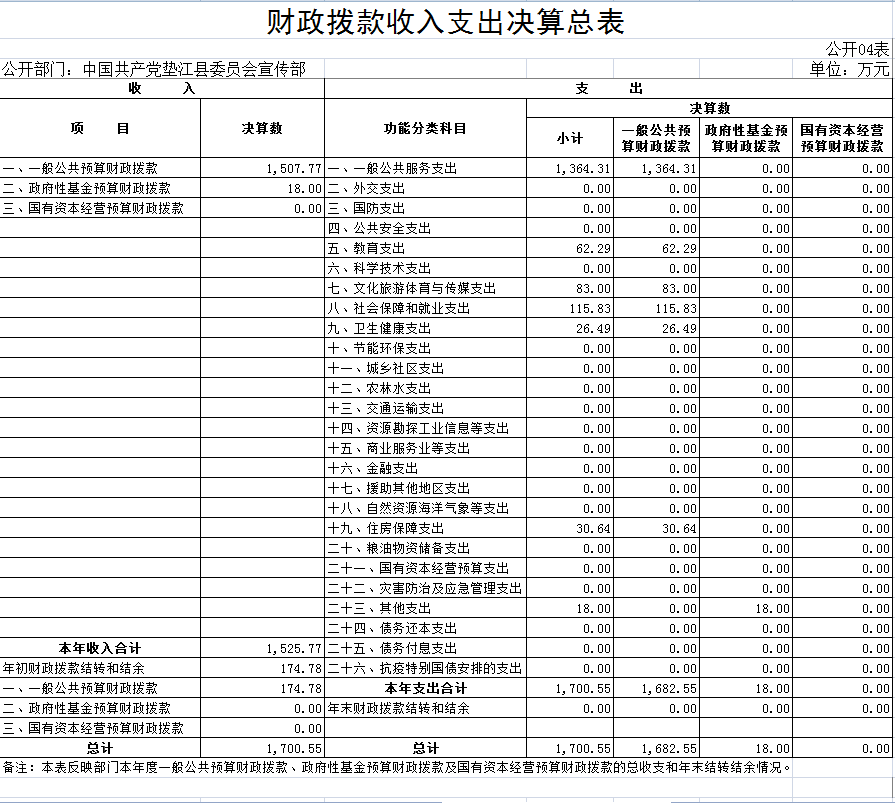 财政拨款收入支出决算总表
公开04表
公开部门：中国共产党垫江县委员会宣传部 单位：万元
收 入 支 出
项 目 决算数 功能分类科目 决算数
小计 一般公共预算财政拨款 政府性基金预算财政拨款 国有资本经营预算财政拨款
一、一般公共预算财政拨款 1,507.77 一、一般公共服务支出 1,364.31 1,364.31 0.00 0.00
二、政府性基金预算财政拨款 18.00 二、外交支出 0.00 0.00 0.00 0.00
三、国有资本经营预算财政拨款 0.00 三、国防支出 0.00 0.00 0.00 0.00
四、公共安全支出 0.00 0.00 0.00 0.00
五、教育支出 62.29 62.29 0.00 0.00
六、科学技术支出 0.00 0.00 0.00 0.00
七、文化旅游体育与传媒支出 83.00 83.00 0.00 0.00
八、社会保障和就业支出 115.83 115.83 0.00 0.00
九、卫生健康支出 26.49 26.49 0.00 0.00
十、节能环保支出 0.00 0.00 0.00 0.00
十一、城乡社区支出 0.00 0.00 0.00 0.00
十二、农林水支出 0.00 0.00 0.00 0.00
十三、交通运输支出 0.00 0.00 0.00 0.00
十四、资源勘探工业信息等支出 0.00 0.00 0.00 0.00
十五、商业服务业等支出 0.00 0.00 0.00 0.00
十六、金融支出 0.00 0.00 0.00 0.00
十七、援助其他地区支出 0.00 0.00 0.00 0.00
十八、自然资源海洋气象等支出 0.00 0.00 0.00 0.00
十九、住房保障支出 30.64 30.64 0.00 0.00
二十、粮油物资储备支出 0.00 0.00 0.00 0.00
二十一、国有资本经营预算支出 0.00 0.00 0.00 0.00
二十二、灾害防治及应急管理支出 0.00 0.00 0.00 0.00
二十三、其他支出 18.00 0.00 18.00 0.00
二十四、债务还本支出 0.00 0.00 0.00 0.00
本年收入合计 1,525.77 二十五、债务付息支出 0.00 0.00 0.00 0.00
年初财政拨款结转和结余 174.78 二十六、抗疫特别国债安排的支出 0.00 0.00 0.00 0.00
一、一般公共预算财政拨款 174.78 本年支出合计 1,700.55 1,682.55 18.00 0.00
二、政府性基金预算财政拨款 0.00 年末财政拨款结转和结余 0.00 0.00 0.00 0.00
三、国有资本经营预算财政拨款 0.00
总计 1,700.55 总计 1,700.55 1,682.55 18.00 0.00
备注：本表反映部门本年度一般公共预算财政拨款、政府性基金预算财政拨款及国有资本经营预算财政拨款的总收支和年末结转结余情况。